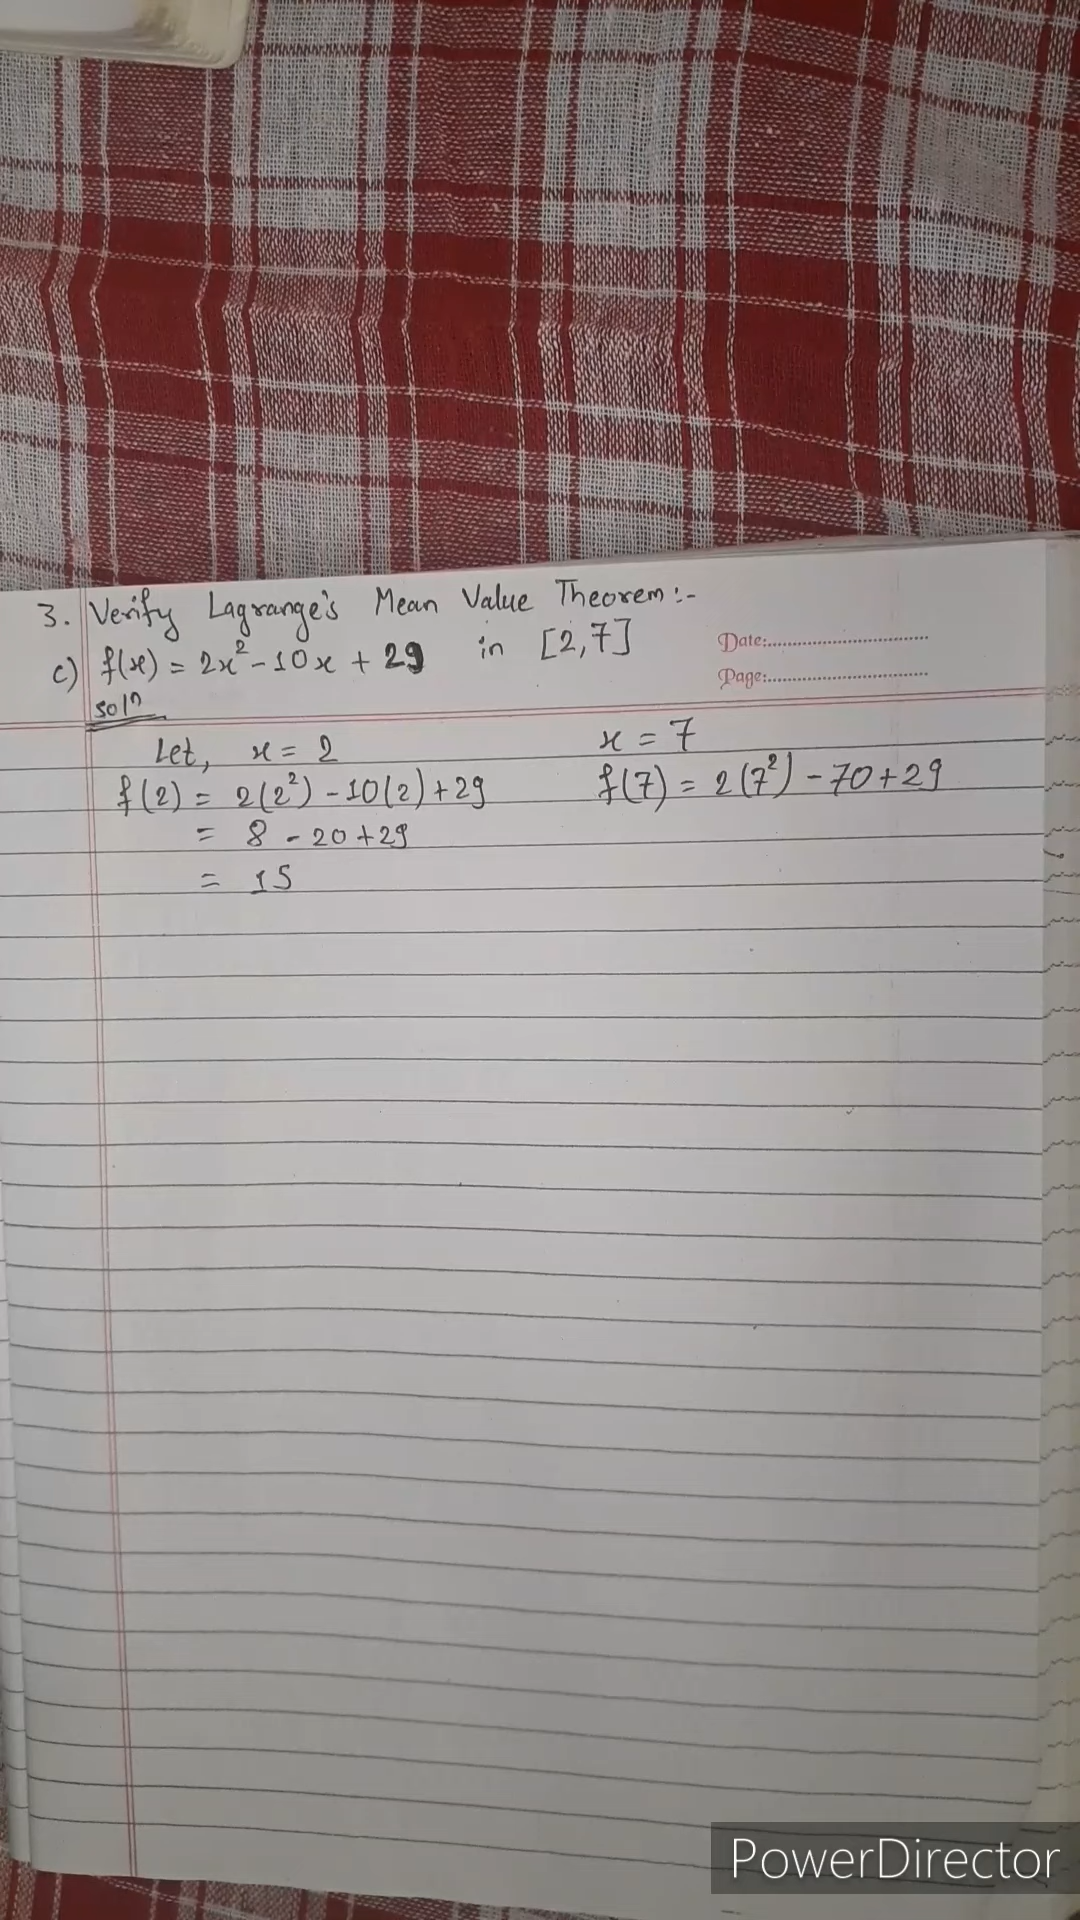 3. Verify Lagrange's Mean Value Theorem :-
c) f(x) = 2x² - 10x + 29 in [2,7]
Date:
Page:
solⁿ
Let, x = 2
x = 7
f(2) = 2(2²) - 10(2) + 29
f(7) = 2(7²) - 70 + 29
= 8 - 20 + 29
= 15
PowerDirector